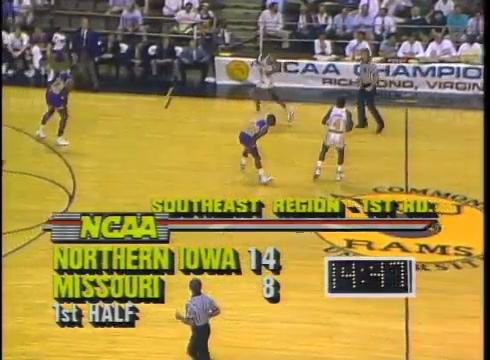 NCAA CHAMPION
RICHMOND, VIRGIN
SOUTHEAST REGION - 1ST RD.
NCAA
COMMON
RAMS
NORTHERN IOWA 14
MISSOURI 8
1st HALF
14:47